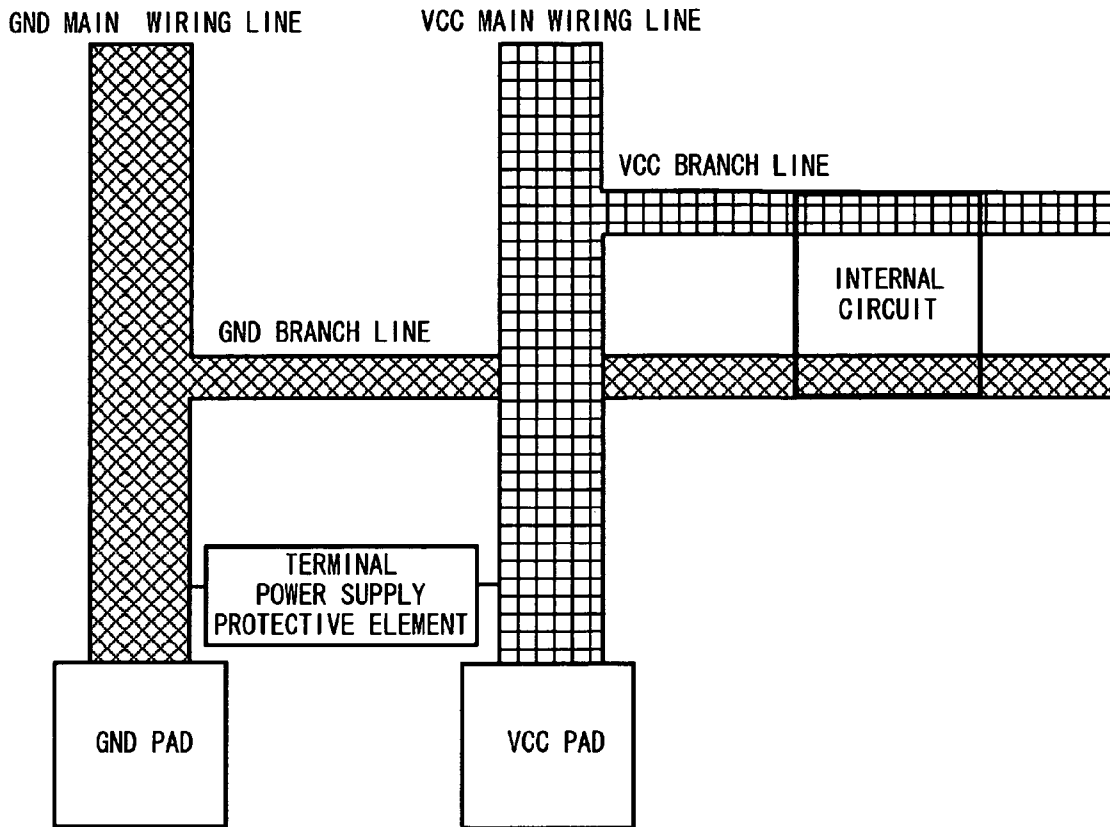 GND MAIN WIRING LINE
VCC MAIN WIRING LINE
VCC BRANCH LINE
INTERNAL
CIRCUIT
GND BRANCH LINE
TERMINAL
POWER SUPPLY
PROTECTIVE ELEMENT
GND PAD
VCC PAD